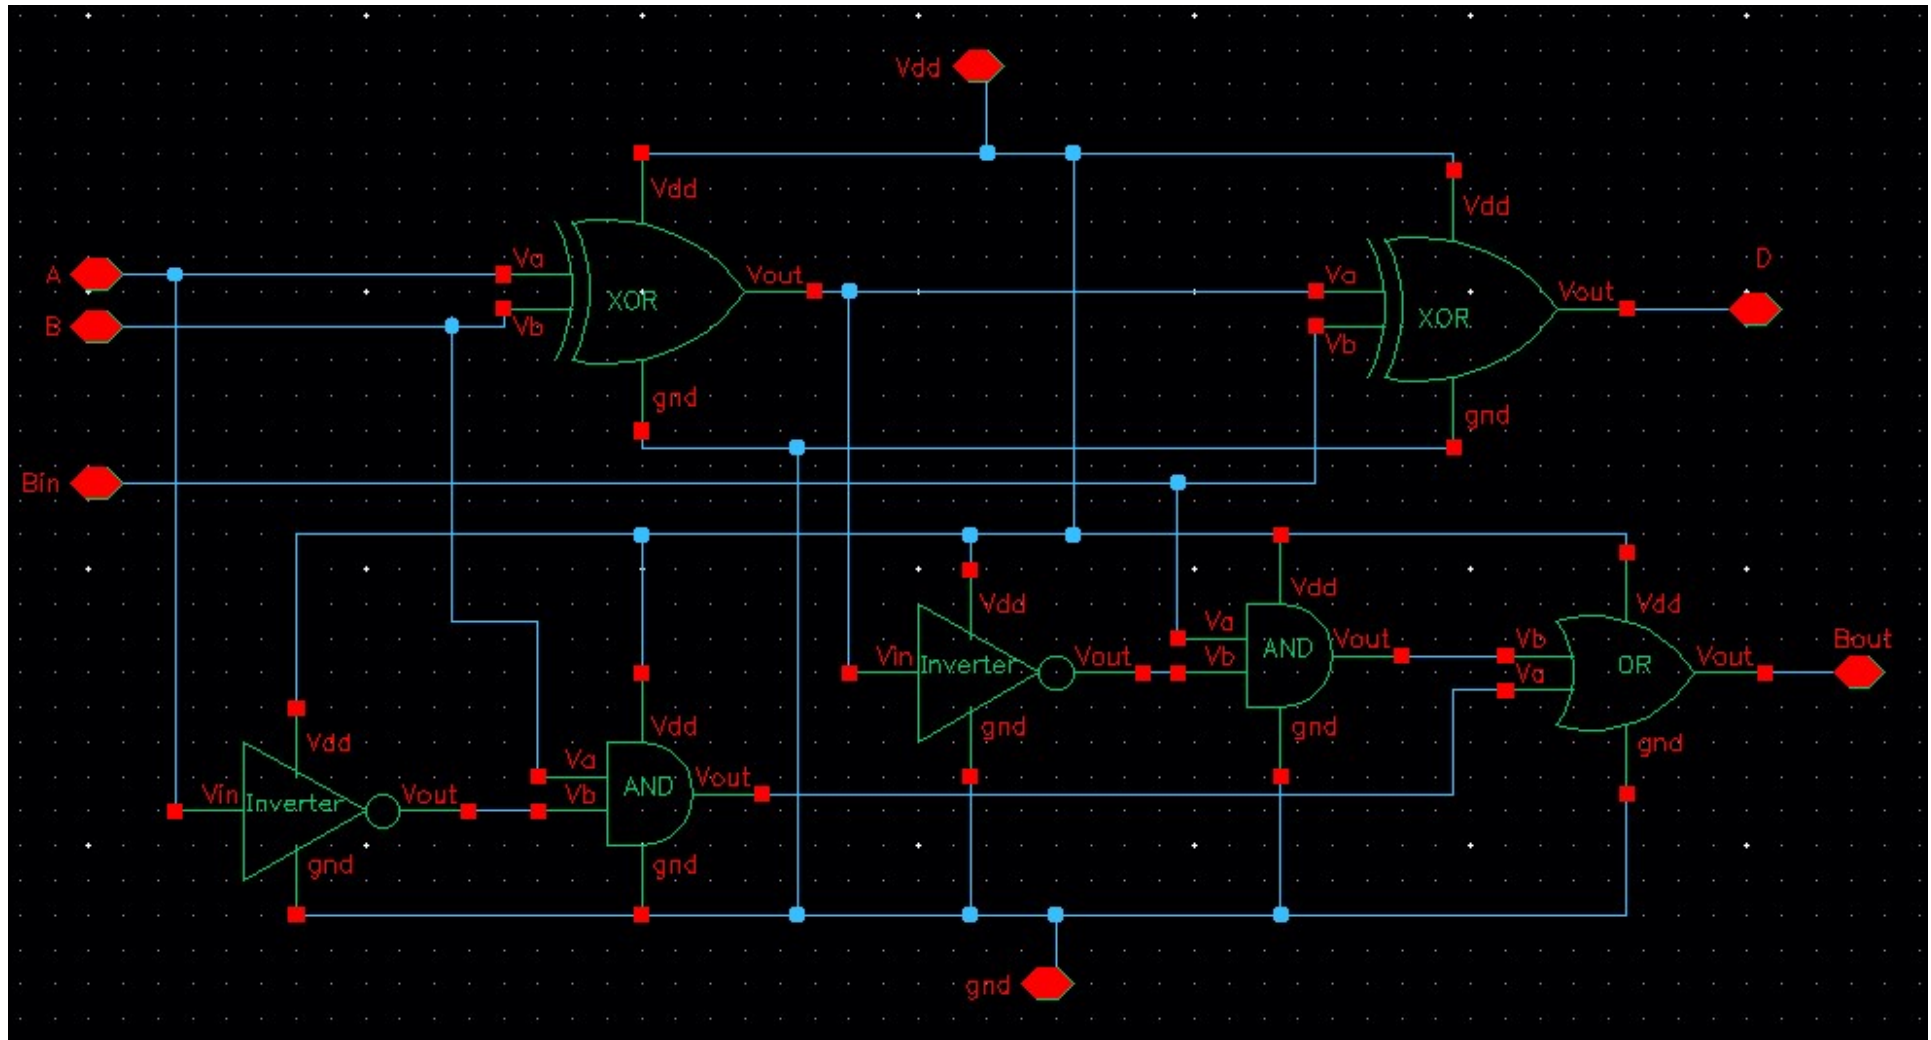 Vdd
Vdd
Vdd
D
A
Va
Vout
Va
Vout
XOR
XOR
B
Vb
Vb
gnd
gnd
Bin
Vdd
Vdd
Vdd
Va
AND
Vout
Vb
Bout
Vin
Inverter
Vout
Vb
OR
Vout
Va
gnd
gnd
gnd
Vdd
Vdd
Va
AND
Vout
Vin
Inverter
Vout
Vb
gnd
gnd
gnd